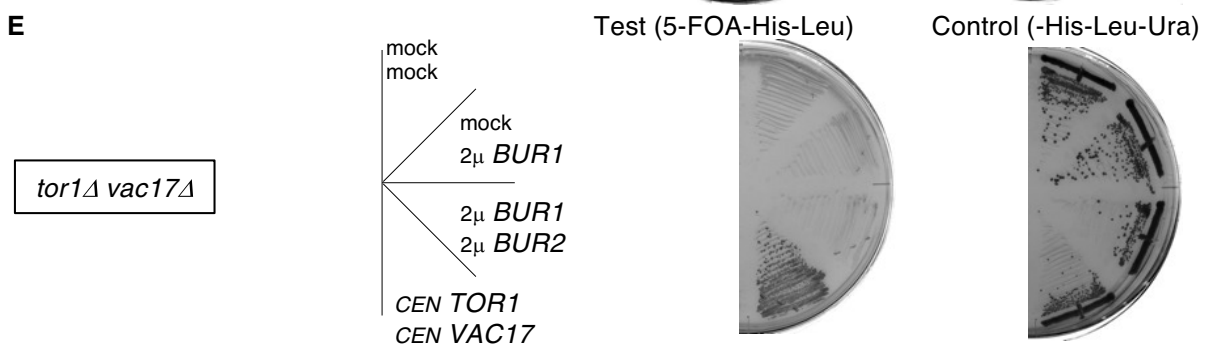 E
Test (5-FOA-His-Leu)
Control (-His-Leu-Ura)
mock
mock
mock
2μ BUR1
tor1Δ vac17Δ
2μ BUR1
2μ BUR2
CEN TOR1
CEN VAC17